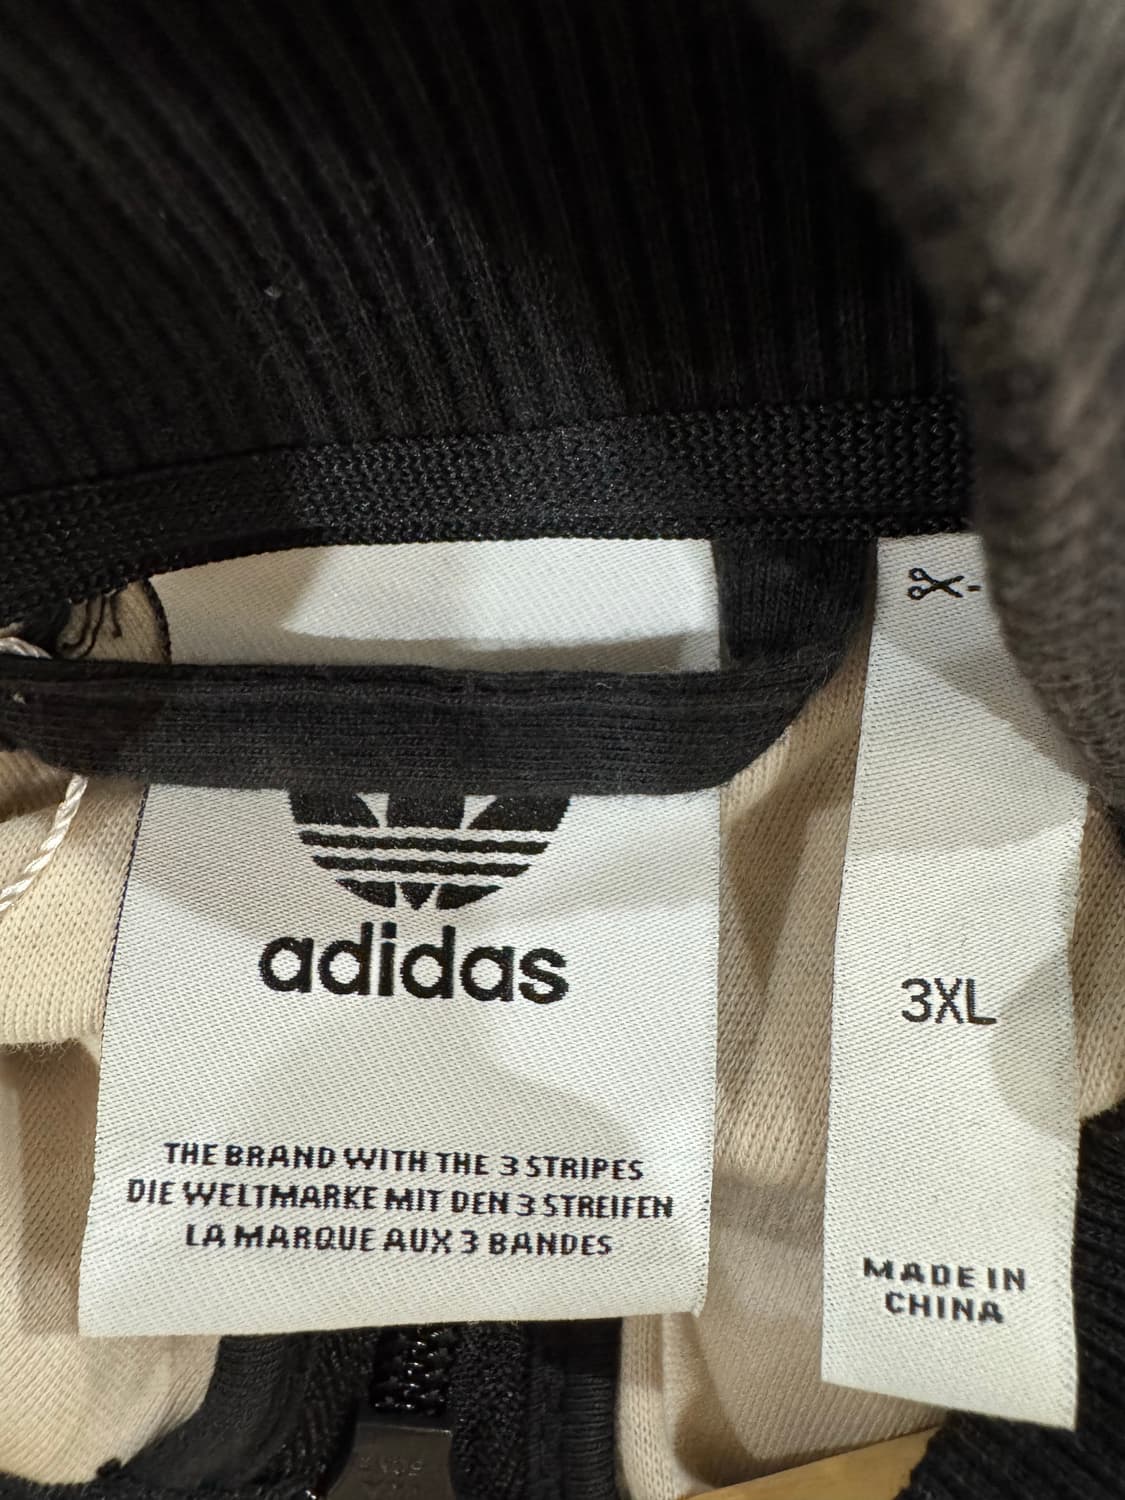 adidas
THE BRAND WITH THE 3 STRIPES
DIE WELTMARKE MIT DEN 3 STREIFEN
LA MARQUE AUX 3 BANDES
3XL
MADE IN
CHINA